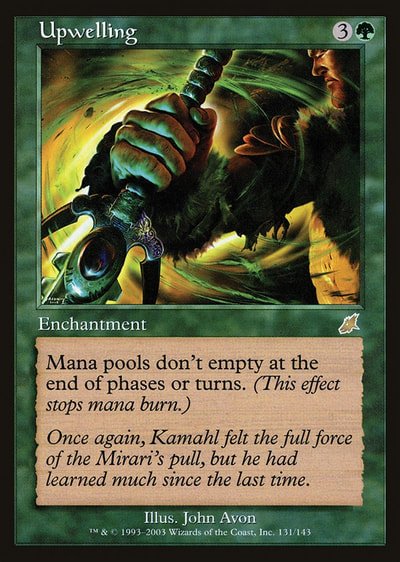 Upwelling 3
Enchantment
Mana pools don't empty at the
end of phases or turns. (This effect
stops mana burn.)
Once again, Kamahl felt the full force
of the Mirari's pull, but he had
learned much since the last time.
Illus. John Avon
™ & © 1993–2003 Wizards of the Coast, Inc. 131/143